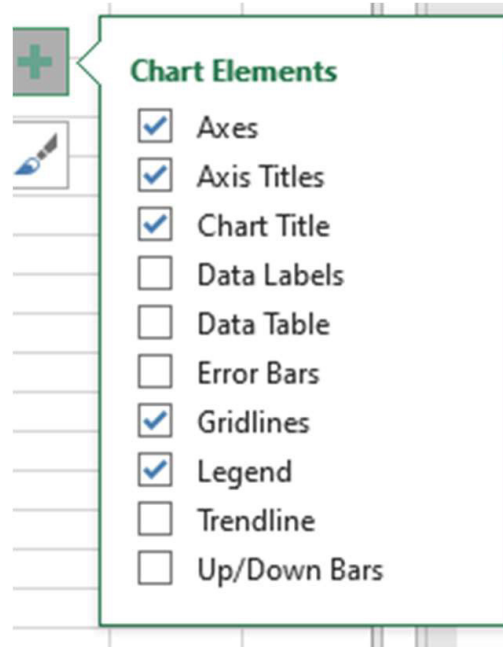 Chart Elements
Axes
Axis Titles
Chart Title
Data Labels
Data Table
Error Bars
Gridlines
Legend
Trendline
Up/Down Bars